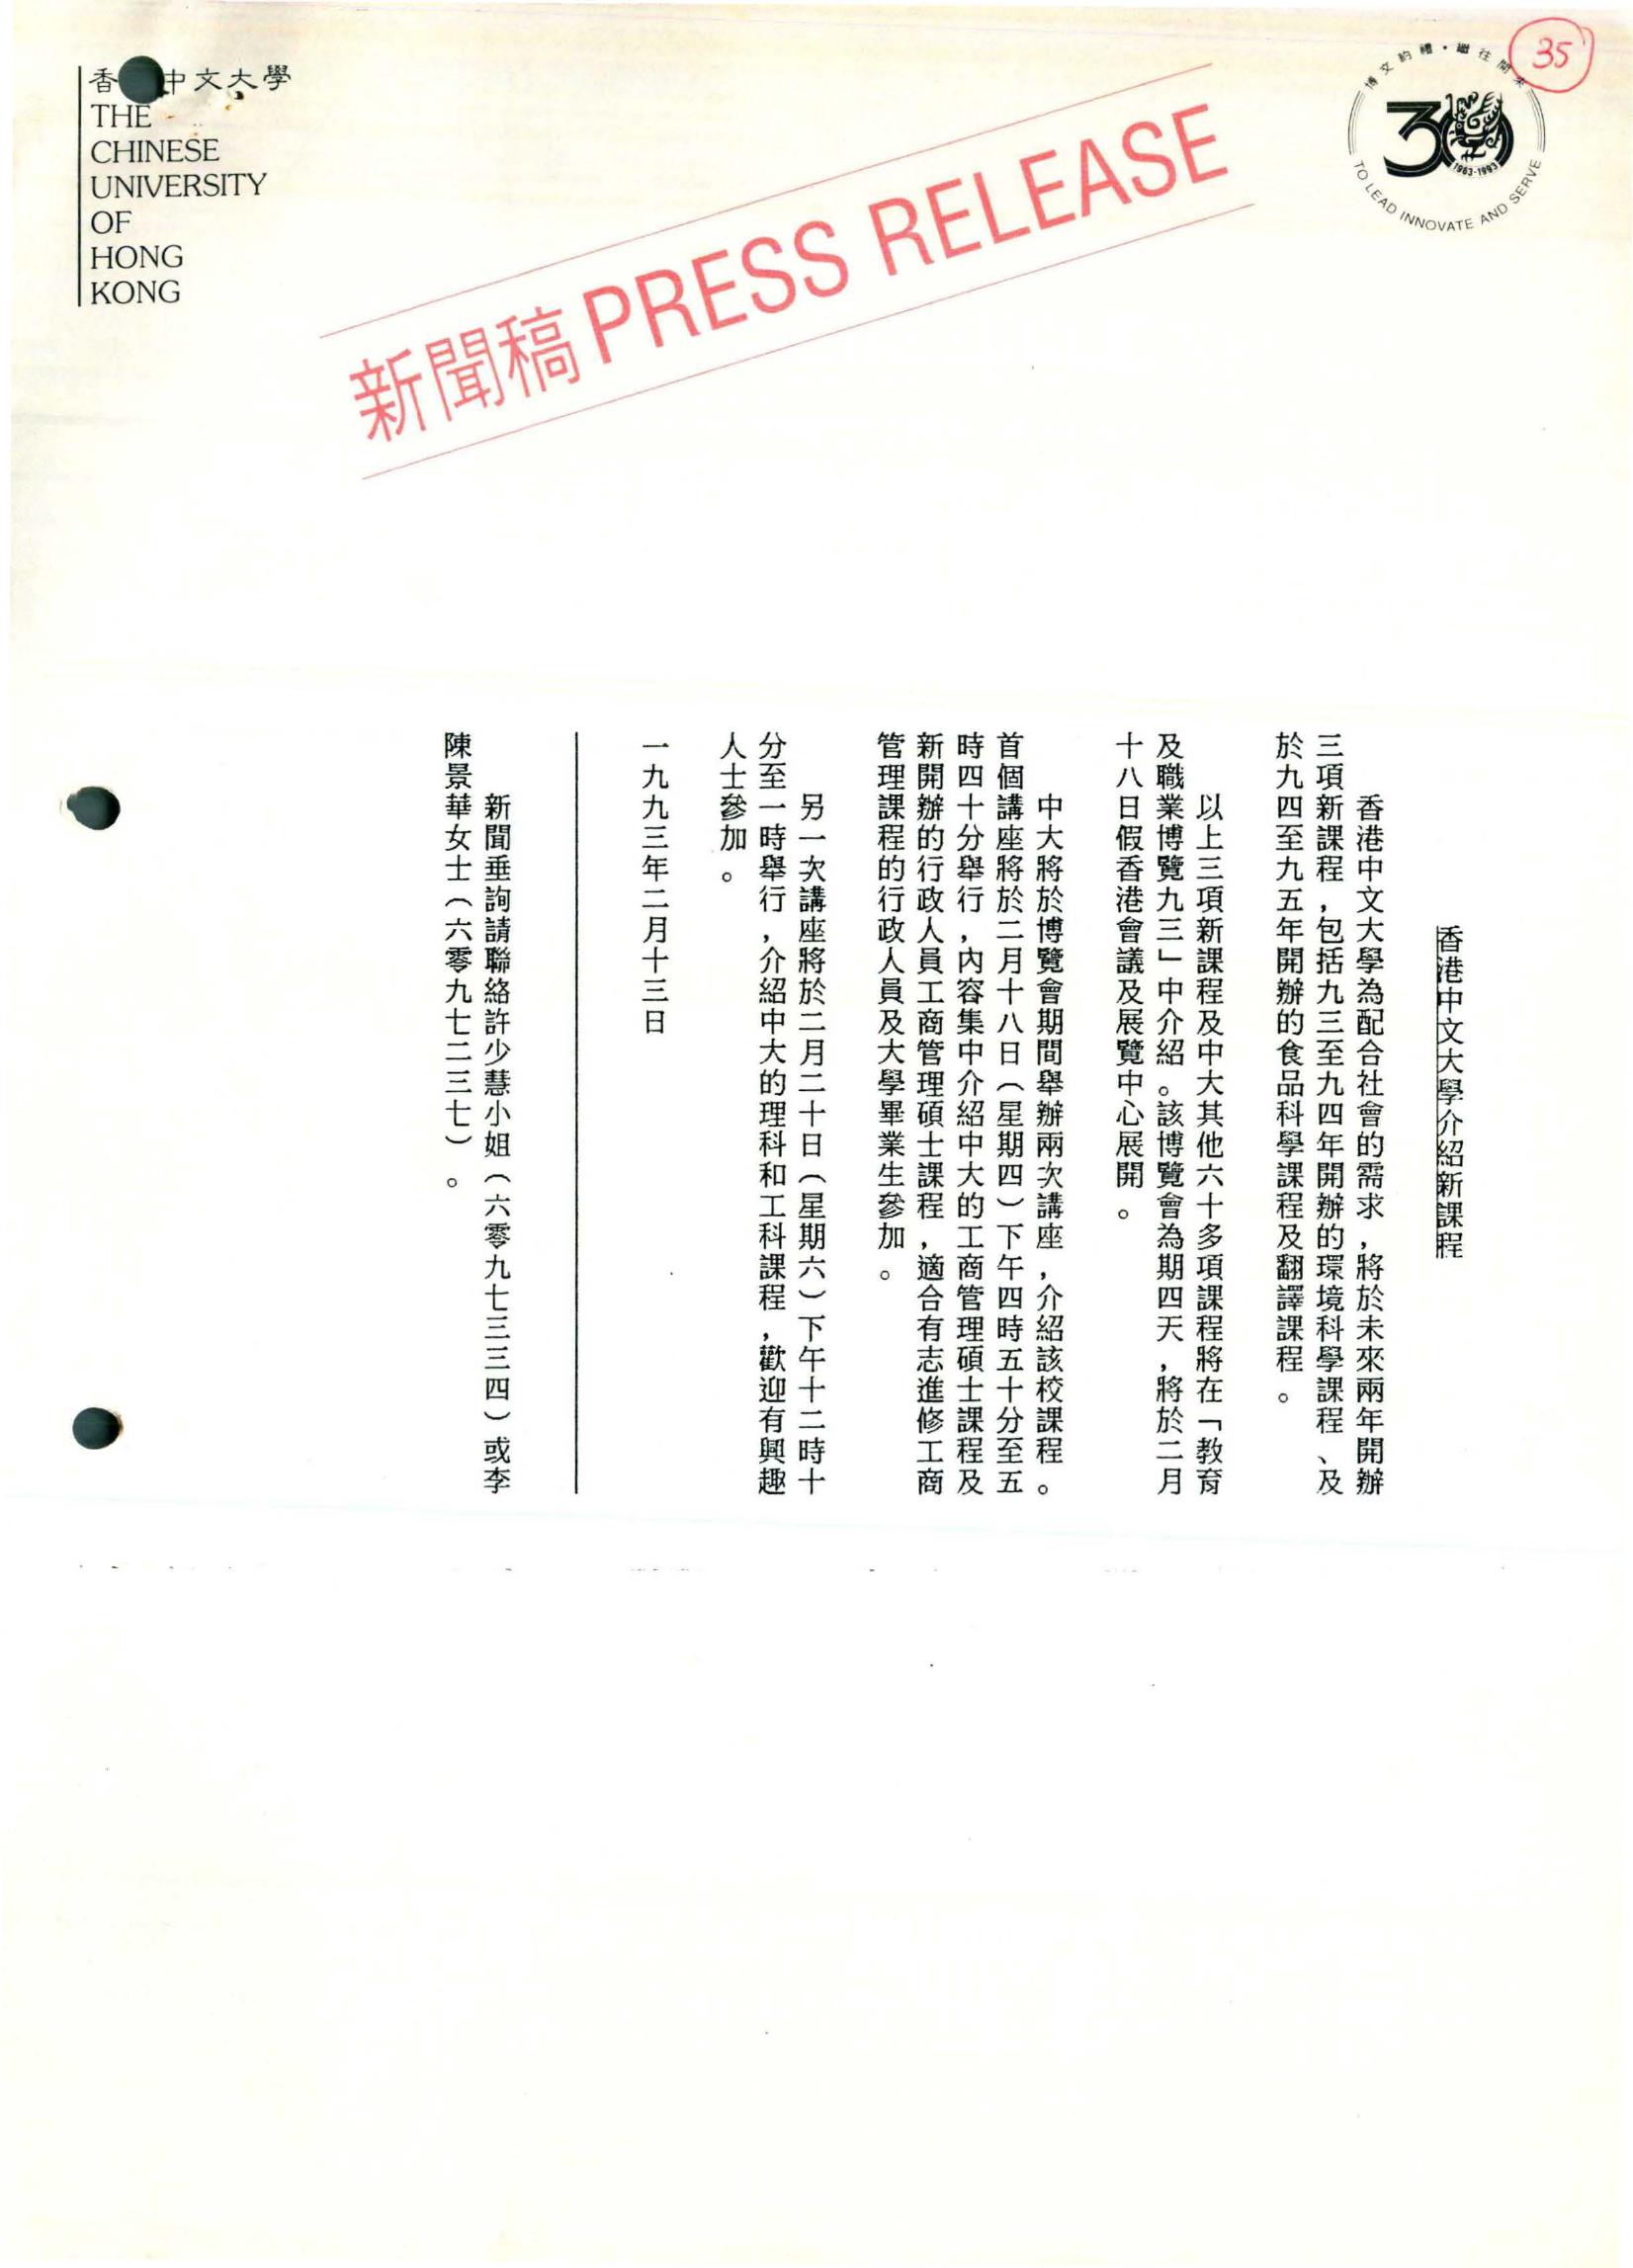 香 中文大學
THE
CHINESE
UNIVERSITY
OF
HONG
KONG
新聞稿 PRESS RELEASE
博文約禮・繼往開來
30
1963-1993
TO LEAD INNOVATE AND SERVE
35
香港中文大學介紹新課程
香港中文大學為配合社會的需求，將於未來兩年開辦
三項新課程，包括九三至九四年開辦的環境科學課程、及
於九四至九五年開辦的食品科學課程及翻譯課程。
以上三項新課程及中大其他六十多項課程將在「教育
及職業博覽九三」中介紹。該博覽會為期四天，將於二月
十八日假香港會議及展覽中心展開。
中大將於博覽會期間舉辦兩次講座，介紹該校課程。
首個講座將於二月十八日（星期四）下午四時五十分至五
時四十分舉行，內容集中介紹中大的工商管理碩士課程及
新開辦的行政人員工商管理碩士課程，適合有志進修工商
管理課程的行政人員及大學畢業生參加。
另一次講座將於二月二十日（星期六）下午十二時十
分至一時舉行，介紹中大的理科和工科課程，歡迎有興趣
人士參加。
一九九三年二月十三日
新聞垂詢請聯絡許少慧小姐（六零九七三三四）或李
陳景華女士（六零九七二三七）。